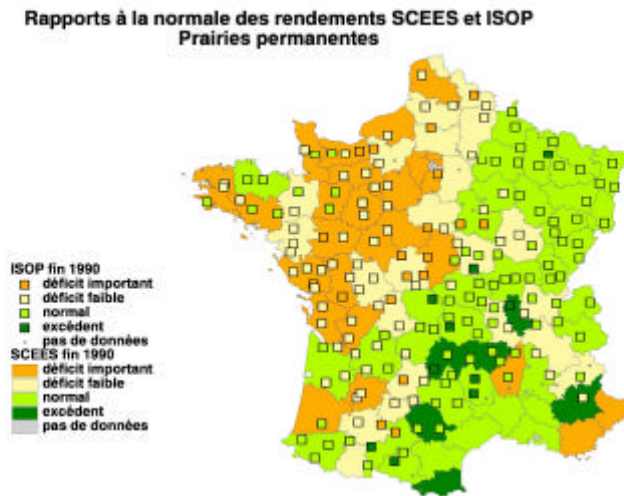 Rapports à la normale des rendements SCEES et ISOP
Prairies permanentes
ISOP fin 1990
déficit important
déficit faible
normal
excédent
pas de données
SCEES fin 1990
déficit important
déficit faible
normal
excédent
pas de données